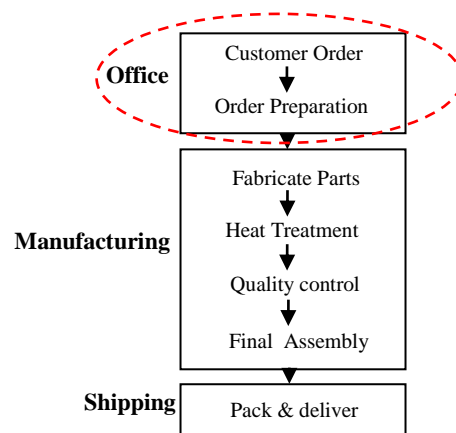 Customer Order
Office
Order Preparation
Fabricate Parts
Manufacturing
Heat Treatment
Quality control
Final Assembly
Shipping
Pack & deliver